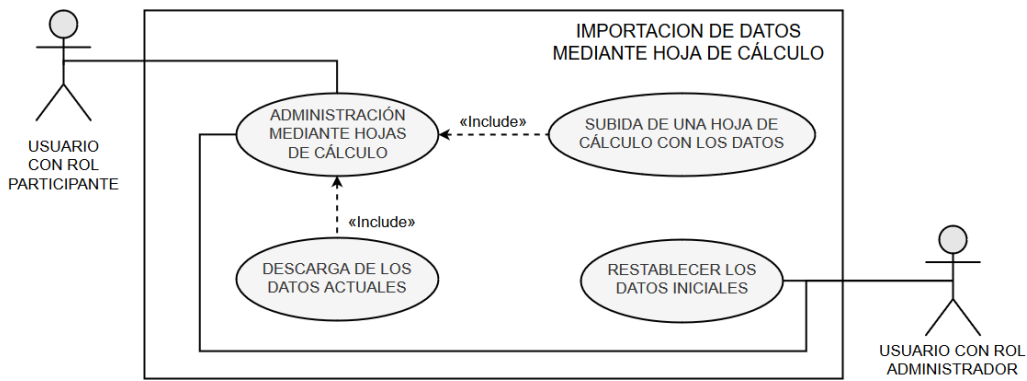 IMPORTACION DE DATOS
MEDIANTE HOJA DE CÁLCULO
USUARIO
CON ROL
PARTICIPANTE
ADMINISTRACIÓN
MEDIANTE HOJAS
DE CÁLCULO
«Include»
SUBIDA DE UNA HOJA DE
CÁLCULO CON LOS DATOS
«Include»
DESCARGA DE LOS
DATOS ACTUALES
RESTABLECER LOS
DATOS INICIALES
USUARIO CON ROL
ADMINISTRADOR